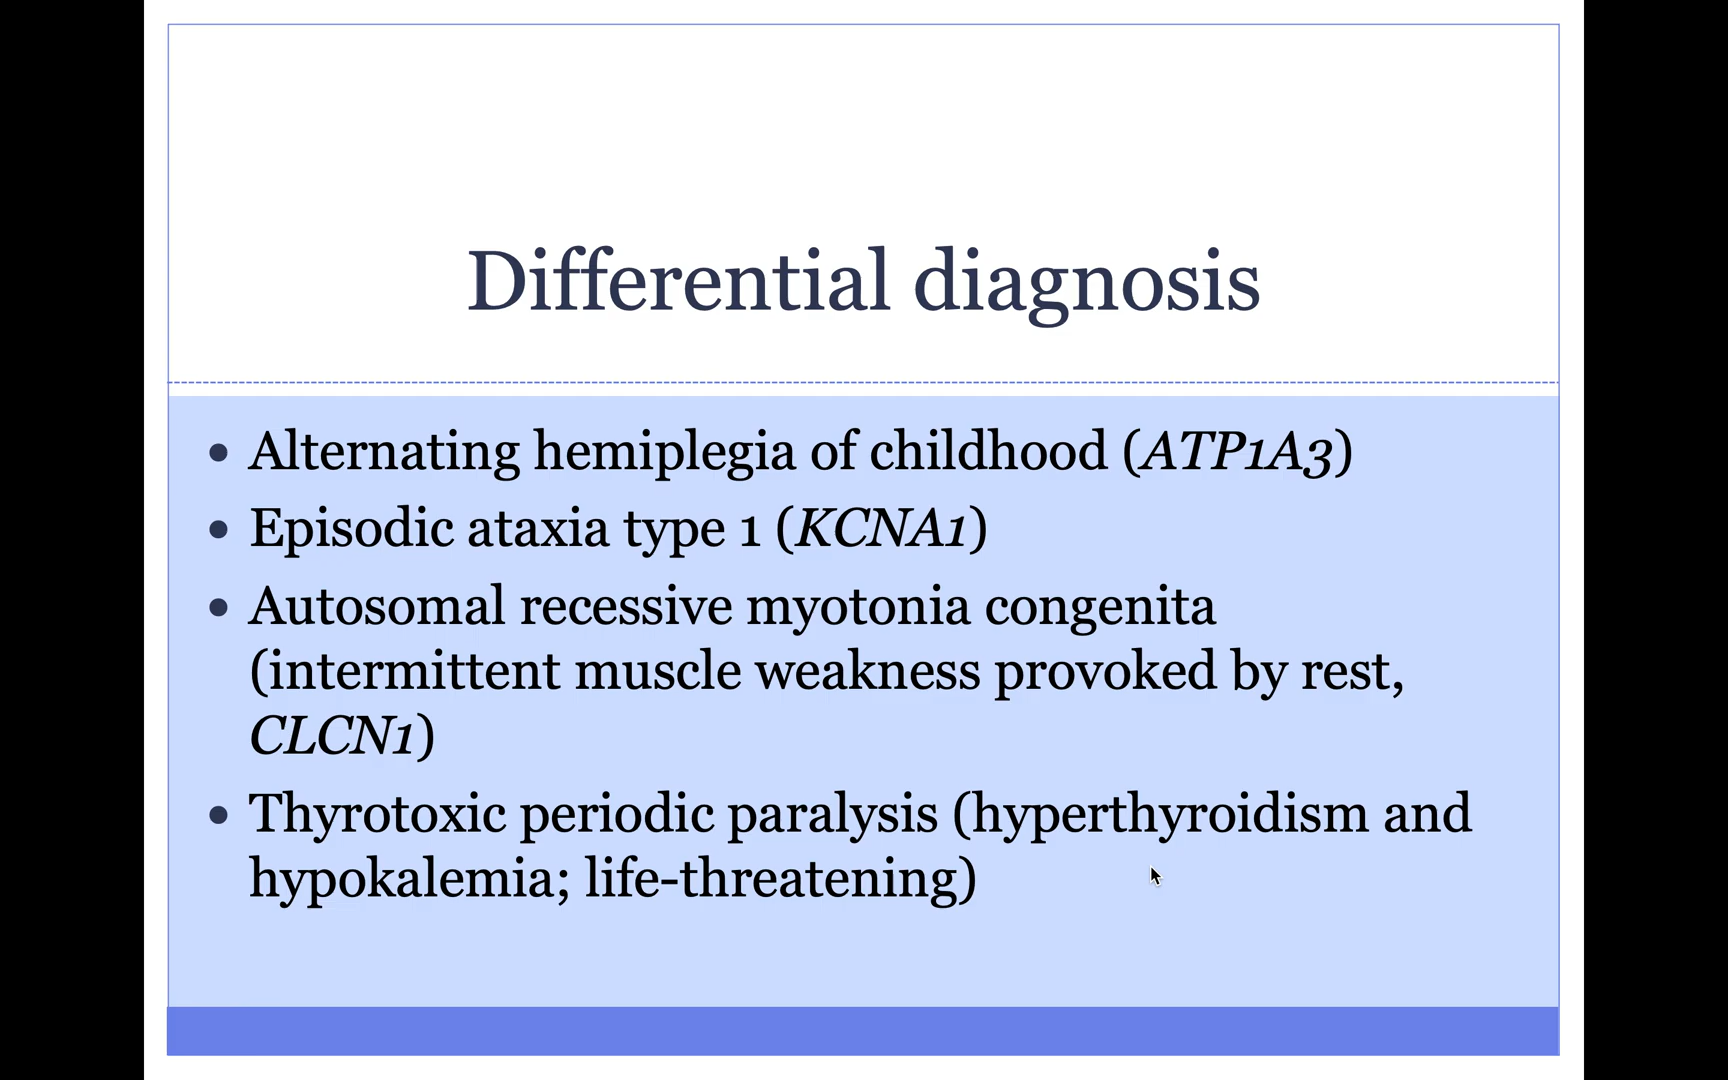 Differential diagnosis
• Alternating hemiplegia of childhood (ATP1A3)
• Episodic ataxia type 1 (KCNA1)
• Autosomal recessive myotonia congenita
(intermittent muscle weakness provoked by rest,
CLCN1)
• Thyrotoxic periodic paralysis (hyperthyroidism and
hypokalemia; life-threatening)